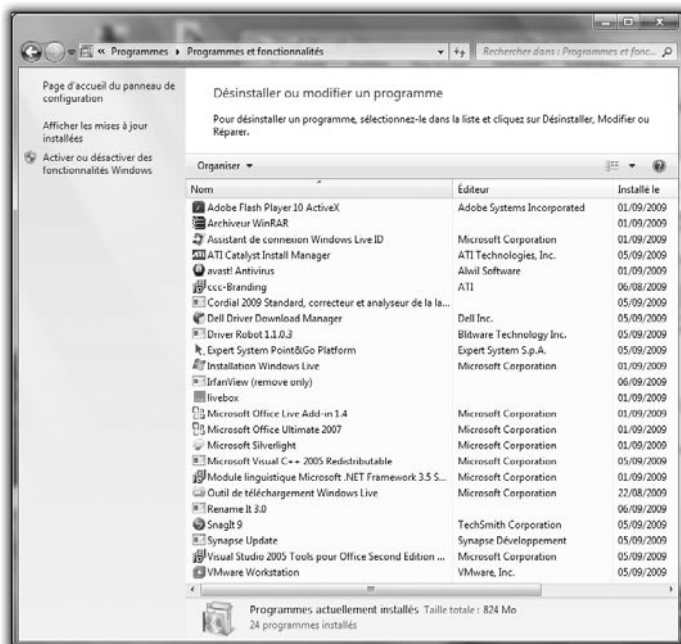 « Programmes ▸ Programmes et fonctionnalités
Rechercher dans : Programmes et fonc...
Page d'accueil du panneau de
configuration
Afficher les mises à jour
installées
Activer ou désactiver des
fonctionnalités Windows
Désinstaller ou modifier un programme
Pour désinstaller un programme, sélectionnez-le dans la liste et cliquez sur Désinstaller, Modifier ou
Réparer.
Organiser
Nom Éditeur Installé le
Adobe Flash Player 10 ActiveX Adobe Systems Incorporated 01/09/2009
Archiveur WinRAR 01/09/2009
Assistant de connexion Windows Live ID Microsoft Corporation 01/09/2009
ATI Catalyst Install Manager ATI Technologies, Inc. 05/09/2009
avast! Antivirus Alwil Software 01/09/2009
ccc-Branding ATI 06/08/2009
Cordial 2009 Standard, correcteur et analyseur de la la... 05/09/2009
Dell Driver Download Manager Dell Inc. 05/09/2009
Driver Robot 1.1.0.3 Blitware Technology Inc. 05/09/2009
Expert System Point&Go Platform Expert System S.p.A. 05/09/2009
Installation Windows Live Microsoft Corporation 01/09/2009
IrfanView (remove only) 06/09/2009
livebox 01/09/2009
Microsoft Office Live Add-in 1.4 Microsoft Corporation 01/09/2009
Microsoft Office Ultimate 2007 Microsoft Corporation 01/09/2009
Microsoft Silverlight Microsoft Corporation 01/09/2009
Microsoft Visual C++ 2005 Redistributable Microsoft Corporation 05/09/2009
Module linguistique Microsoft .NET Framework 3.5 S... Microsoft Corporation 01/09/2009
Outil de téléchargement Windows Live Microsoft Corporation 22/08/2009
Rename It 3.0 06/09/2009
SnagIt 9 TechSmith Corporation 05/09/2009
Synapse Update Synapse Développement 05/09/2009
Visual Studio 2005 Tools pour Office Second Edition ... Microsoft Corporation 05/09/2009
VMware Workstation VMware, Inc. 05/09/2009
Programmes actuellement installés Taille totale : 824 Mo
24 programmes installés